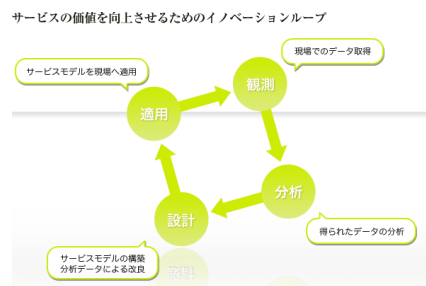 サービスの価値を向上させるためのイノベーションループ
現場でのデータ取得
サービスモデルを現場へ適用
観測
適用
分析
設計
得られたデータの分析
サービスモデルの構築
分析データによる改良